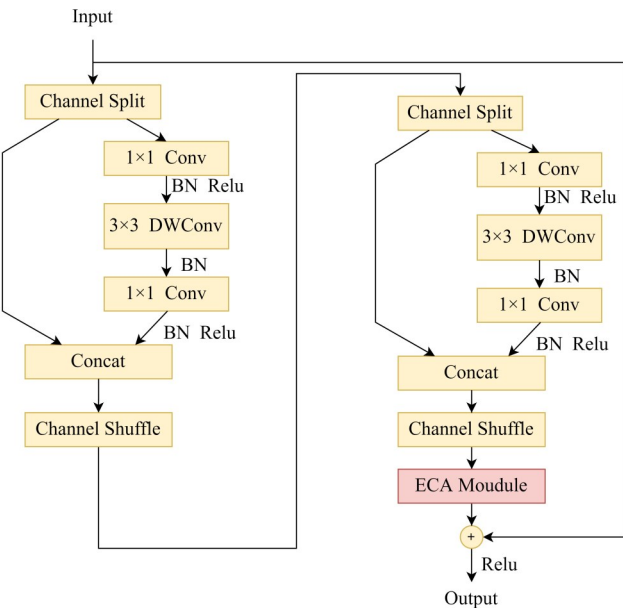 Input
Channel Split
1×1 Conv
BN Relu
3×3 DWConv
BN
1×1 Conv
BN Relu
Concat
Channel Shuffle
Channel Split
1×1 Conv
BN Relu
3×3 DWConv
BN
1×1 Conv
BN Relu
Concat
Channel Shuffle
ECA Moudule
+
Relu
Output